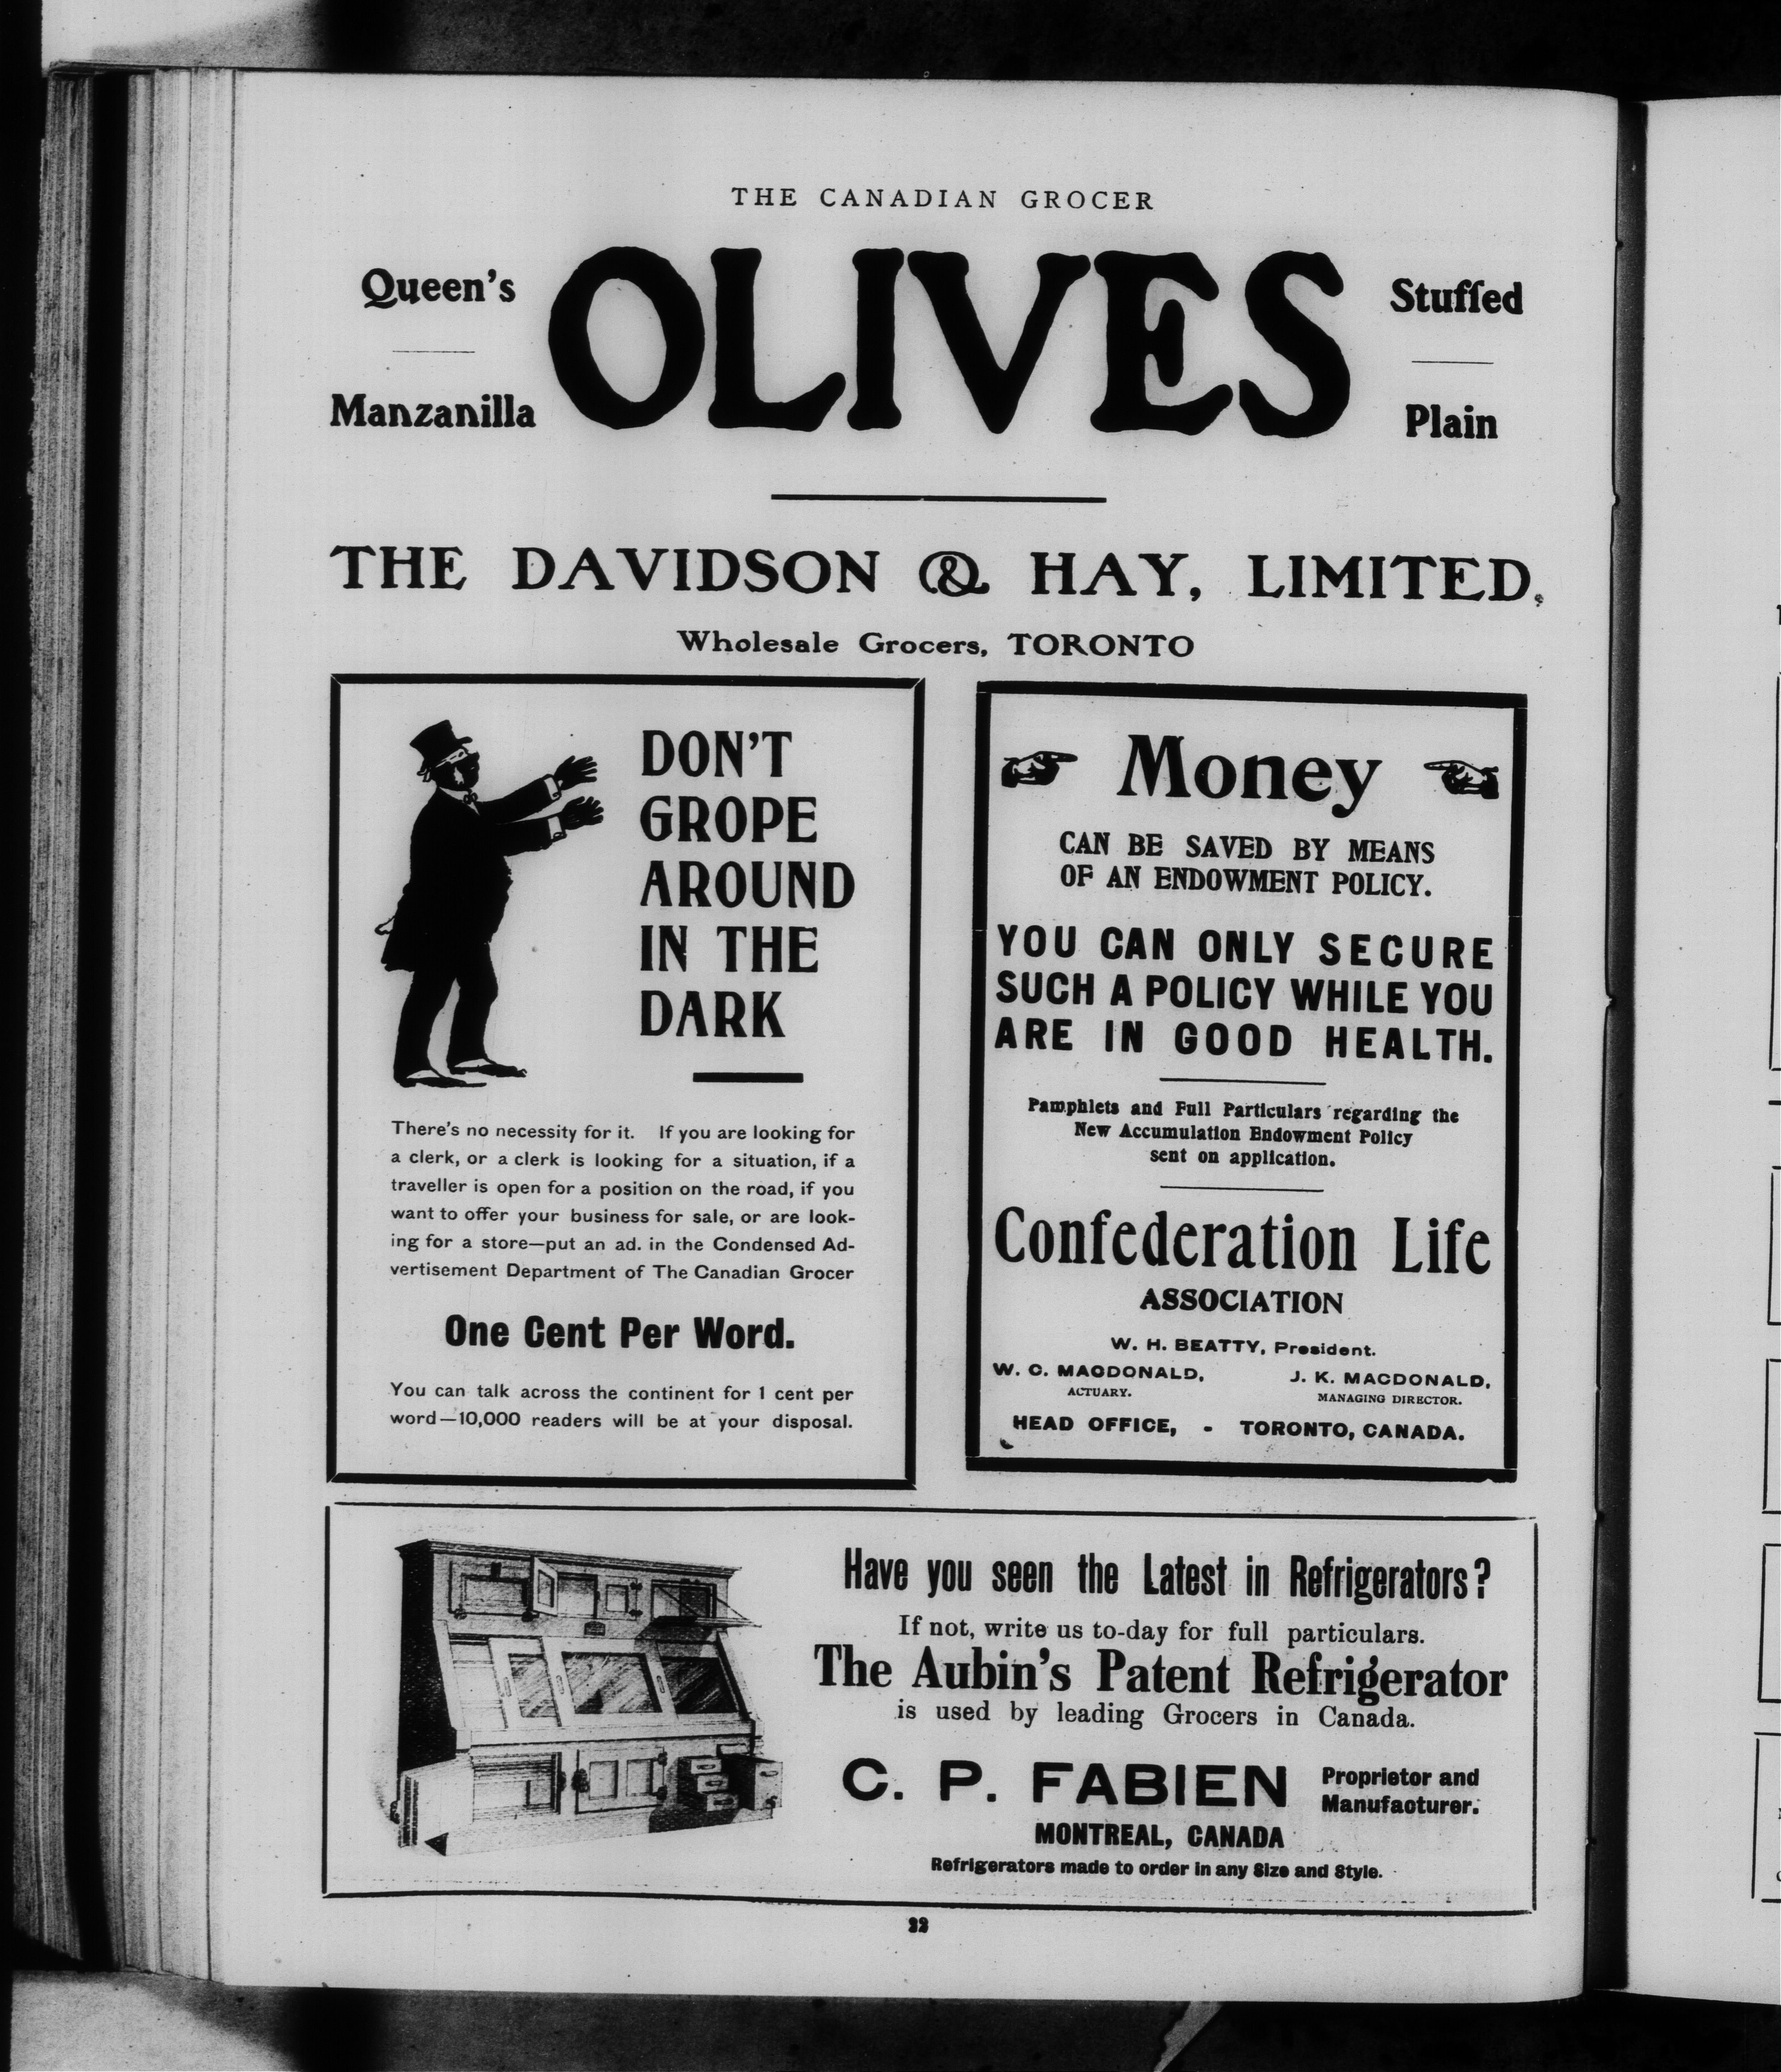 THE CANADIAN GROCER
Queen's
Manzanilla
OLIVES
Stuffed
Plain
THE DAVIDSON & HAY, LIMITED,
Wholesale Grocers, TORONTO
DON'T
GROPE
AROUND
IN THE
DARK
There's no necessity for it. If you are looking for
a clerk, or a clerk is looking for a situation, if a
traveller is open for a position on the road, if you
want to offer your business for sale, or are look-
ing for a store—put an ad. in the Condensed Ad-
vertisement Department of The Canadian Grocer
One Cent Per Word.
You can talk across the continent for 1 cent per
word—10,000 readers will be at your disposal.
Money
CAN BE SAVED BY MEANS
OF AN ENDOWMENT POLICY.
YOU CAN ONLY SECURE
SUCH A POLICY WHILE YOU
ARE IN GOOD HEALTH.
Pamphlets and Full Particulars regarding the
New Accumulation Endowment Policy
sent on application.
Confederation Life
ASSOCIATION
W. H. BEATTY, President.
W. C. MACDONALD, J. K. MACDONALD,
ACTUARY. MANAGING DIRECTOR.
HEAD OFFICE, - TORONTO, CANADA.
Have you seen the Latest in Refrigerators?
If not, write us to-day for full particulars.
The Aubin's Patent Refrigerator
is used by leading Grocers in Canada.
C. P. FABIEN Proprietor and
Manufacturer.
MONTREAL, CANADA
Refrigerators made to order in any Size and Style.